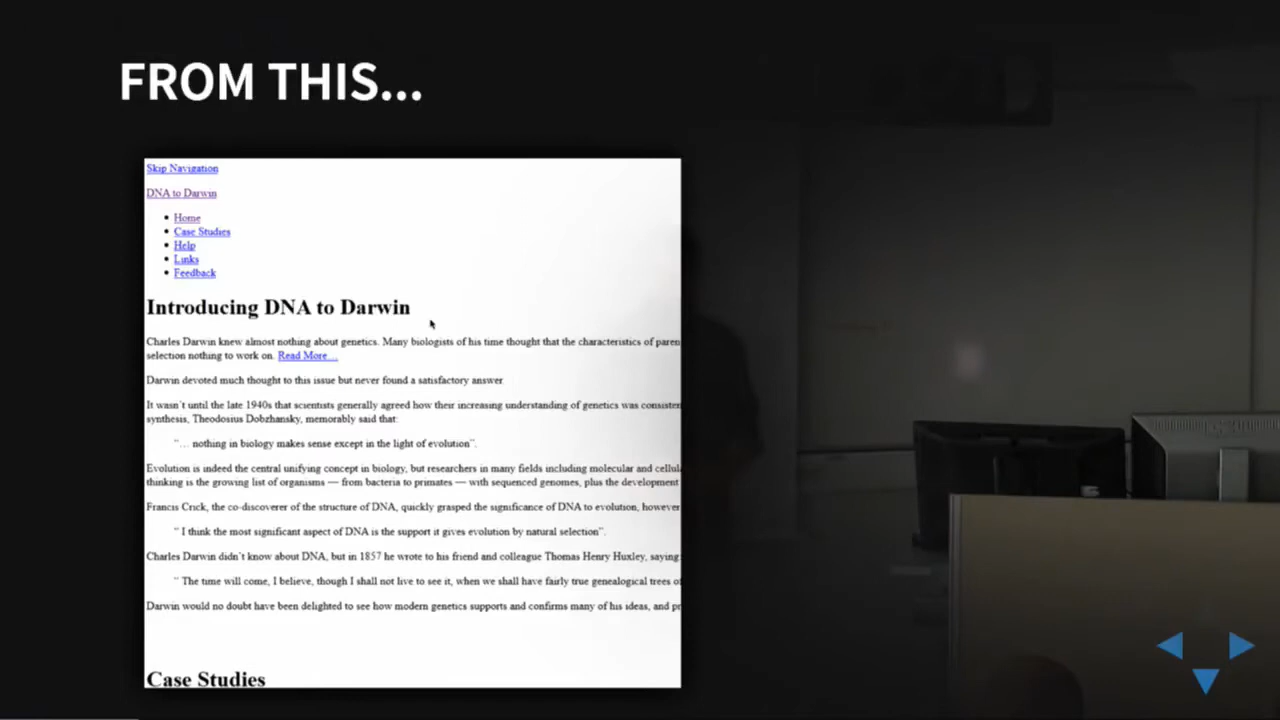 FROM THIS...
Skip Navigation
DNA to Darwin
Home
Case Studies
Help
Links
Feedback
Introducing DNA to Darwin
Charles Darwin knew almost nothing about genetics. Many biologists of his time thought that the characteristics of paren
selection nothing to work on. Read More...
Darwin devoted much thought to this issue but never found a satisfactory answer.
It wasn't until the late 1940s that scientists generally agreed how their increasing understanding of genetics was consisten
synthesis, Theodosius Dobzhansky, memorably said that:
"... nothing in biology makes sense except in the light of evolution".
Evolution is indeed the central unifying concept in biology, but researchers in many fields including molecular and cellula
thinking is the growing list of organisms — from bacteria to primates — with sequenced genomes, plus the development
Francis Crick, the co-discoverer of the structure of DNA, quickly grasped the significance of DNA to evolution, however
" I think the most significant aspect of DNA is the support it gives evolution by natural selection".
Charles Darwin didn't know about DNA, but in 1857 he wrote to his friend and colleague Thomas Henry Huxley, saying:
" The time will come, I believe, though I shall not live to see it, when we shall have fairly true genealogical trees of
Darwin would no doubt have been delighted to see how modern genetics supports and confirms many of his ideas, and pr
Case Studies